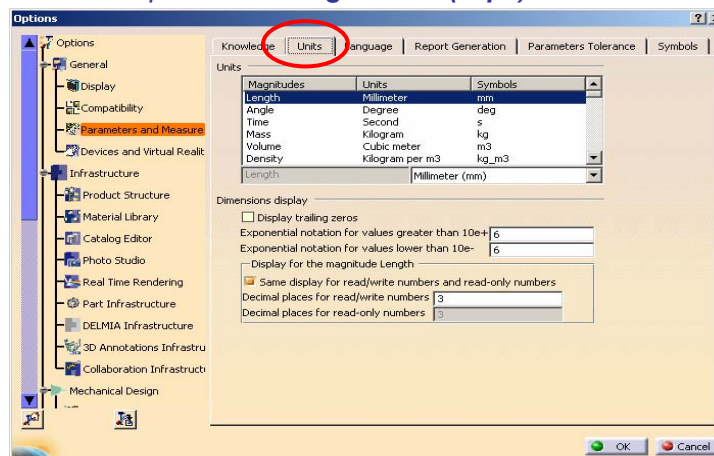 Options
Options
General
Display
Compatibility
Parameters and Measure
Devices and Virtual Realit
Infrastructure
Product Structure
Material Library
Catalog Editor
Photo Studio
Real Time Rendering
Part Infrastructure
DELMIA Infrastructure
3D Annotations Infrastru
Collaboration Infrastructu
Mechanical Design
Knowledge Units Language Report Generation Parameters Tolerance Symbols
Units
Magnitudes Units Symbols
Length Millimeter mm
Angle Degree deg
Time Second s
Mass Kilogram kg
Volume Cubic meter m3
Density Kilogram per m3 kg_m3
Length Millimeter (mm)
Dimensions display
Display trailing zeros
Exponential notation for values greater than 10e+ 6
Exponential notation for values lower than 10e- 6
Display for the magnitude Length
Same display for read/write numbers and read-only numbers
Decimal places for read/write numbers 3
Decimal places for read-only numbers 3
OK Cancel